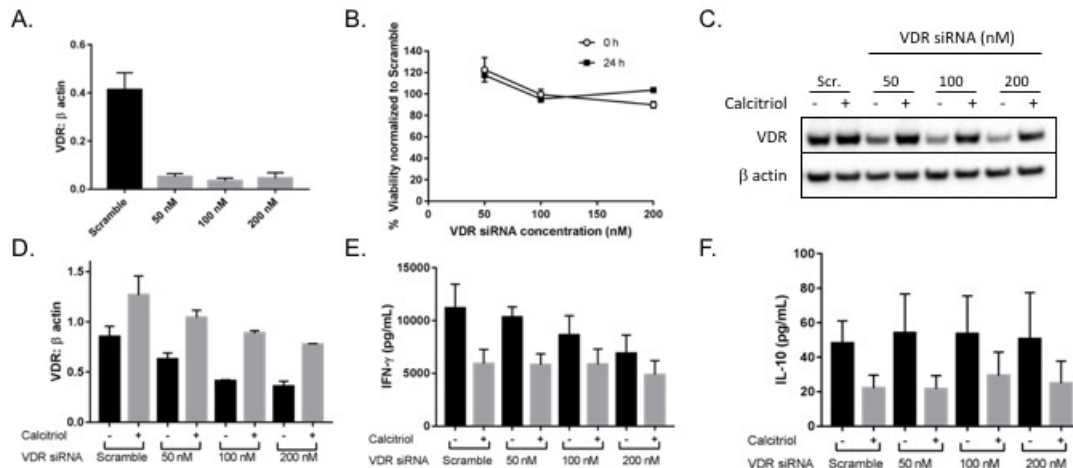 A.
VDR: β actin
0.6
0.4
0.2
0.0
Scramble
50 nM
100 nM
200 nM
B.
% Viability normalized to Scramble
140
120
100
80
60
40
20
0
0 50 100 150 200
VDR siRNA concentration (nM)
0 h
24 h
C.
VDR siRNA (nM)
Scr. 50 100 200
Calcitriol - + - + - + - +
VDR
β actin
D.
VDR: β actin
1.5
1.0
0.5
0.0
Calcitriol - + - + - + - +
VDR siRNA Scramble 50 nM 100 nM 200 nM
E.
IFN-γ (pg/mL)
15000
10000
5000
0
Calcitriol - + - + - + - +
VDR siRNA Scramble 50 nM 100 nM 200 nM
F.
IL-10 (pg/mL)
100
80
60
40
20
0
Calcitriol - + - + - + - +
VDR siRNA Scramble 50 nM 100 nM 200 nM